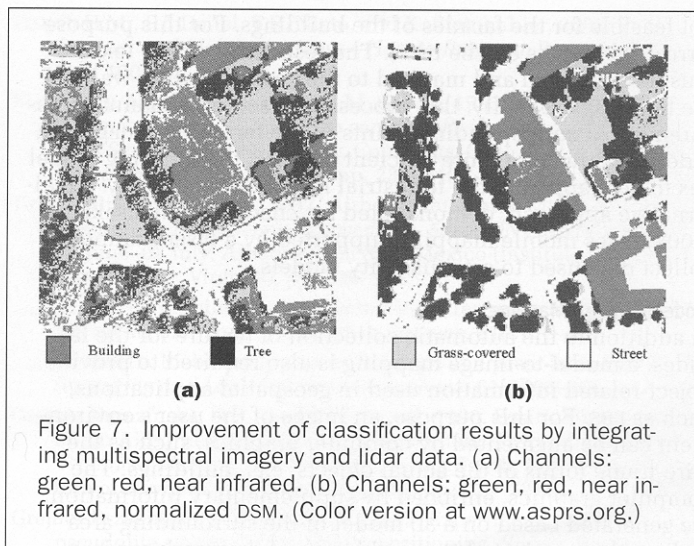 Building
Tree
Grass-covered
Street
(a)
(b)
Figure 7. Improvement of classification results by integrat-
ing multispectral imagery and lidar data. (a) Channels:
green, red, near infrared. (b) Channels: green, red, near in-
frared, normalized DSM. (Color version at www.asprs.org.)